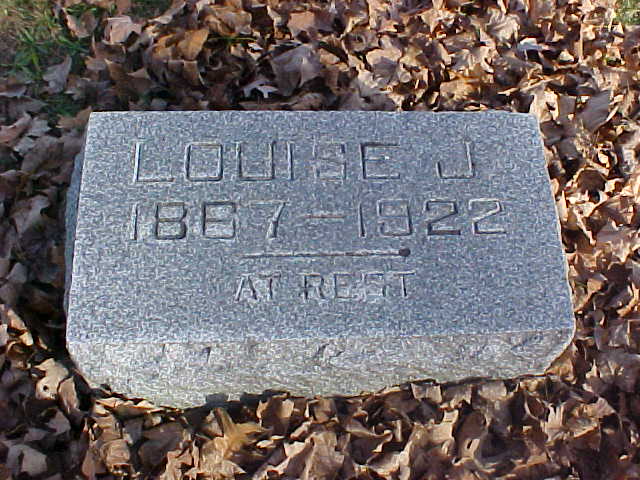 LOUISE J.
1867–1922
AT REST